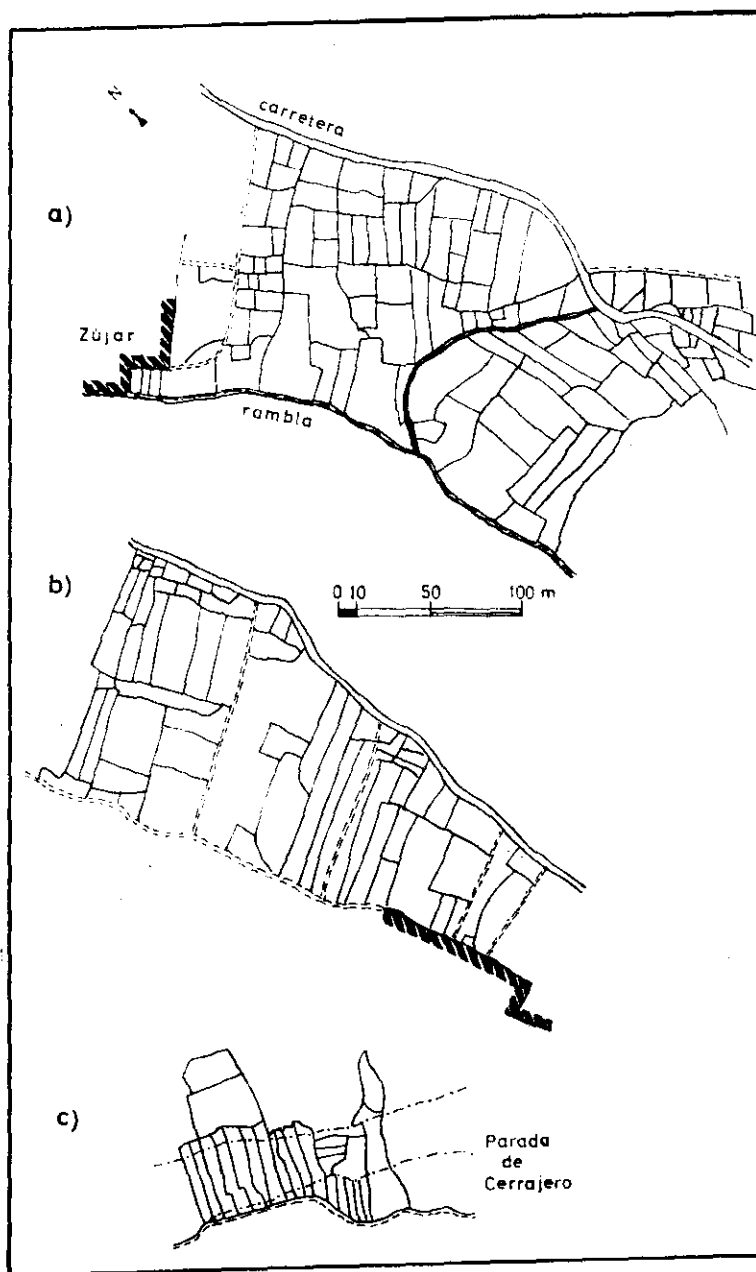 N
carretera
a)
Zújar
rambla
b)
0 10 50 100 m
c)
Parada
de
Cerrajero